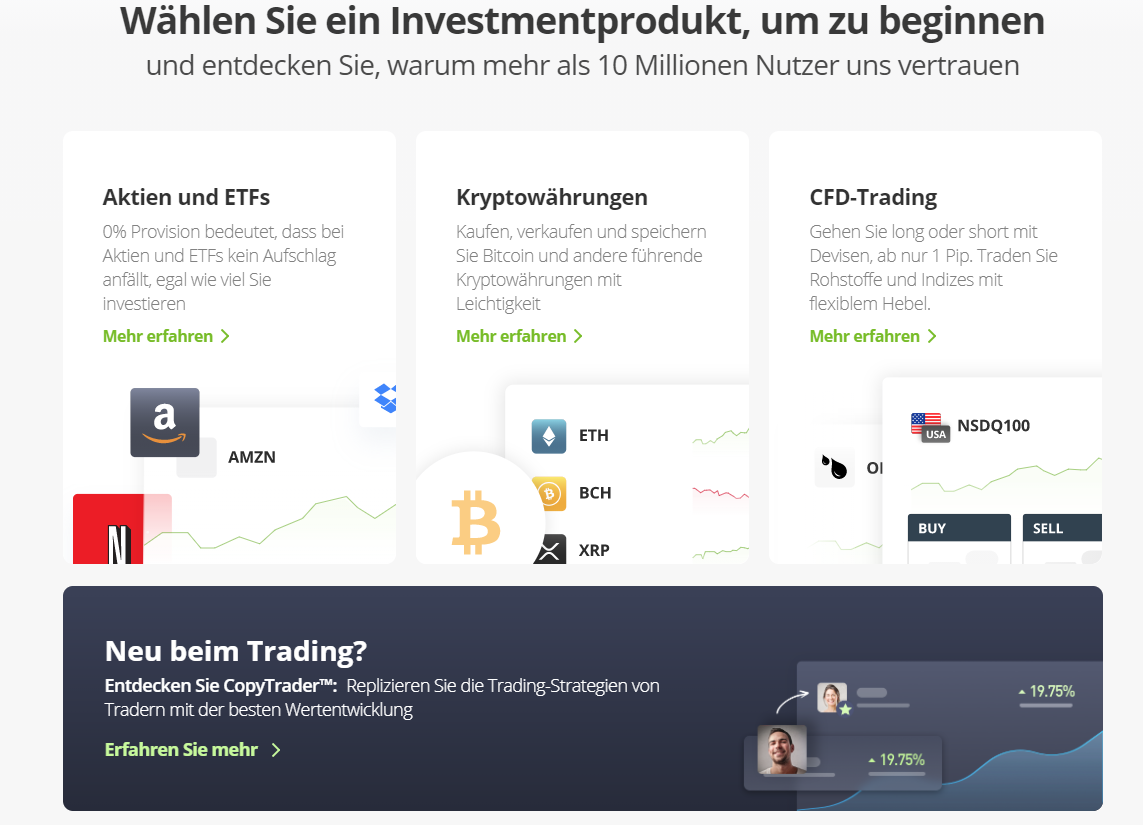 Wählen Sie ein Investmentprodukt, um zu beginnen
und entdecken Sie, warum mehr als 10 Millionen Nutzer uns vertrauen
Aktien und ETFs
0% Provision bedeutet, dass bei
Aktien und ETFs kein Aufschlag
anfällt, egal wie viel Sie
investieren
Mehr erfahren
a
AMZN
N
Kryptowährungen
Kaufen, verkaufen und speichern
Sie Bitcoin und andere führende
Kryptowährungen mit
Leichtigkeit
Mehr erfahren
ETH
BCH
XRP
CFD-Trading
Gehen Sie long oder short mit
Devisen, ab nur 1 Pip. Traden Sie
Rohstoffe und Indizes mit
flexiblem Hebel.
Mehr erfahren
USA
NSDQ100
BUY
SELL
Neu beim Trading?
Entdecken Sie CopyTrader™: Replizieren Sie die Trading-Strategien von
Tradern mit der besten Wertentwicklung
Erfahren Sie mehr
19.75%
19.75%